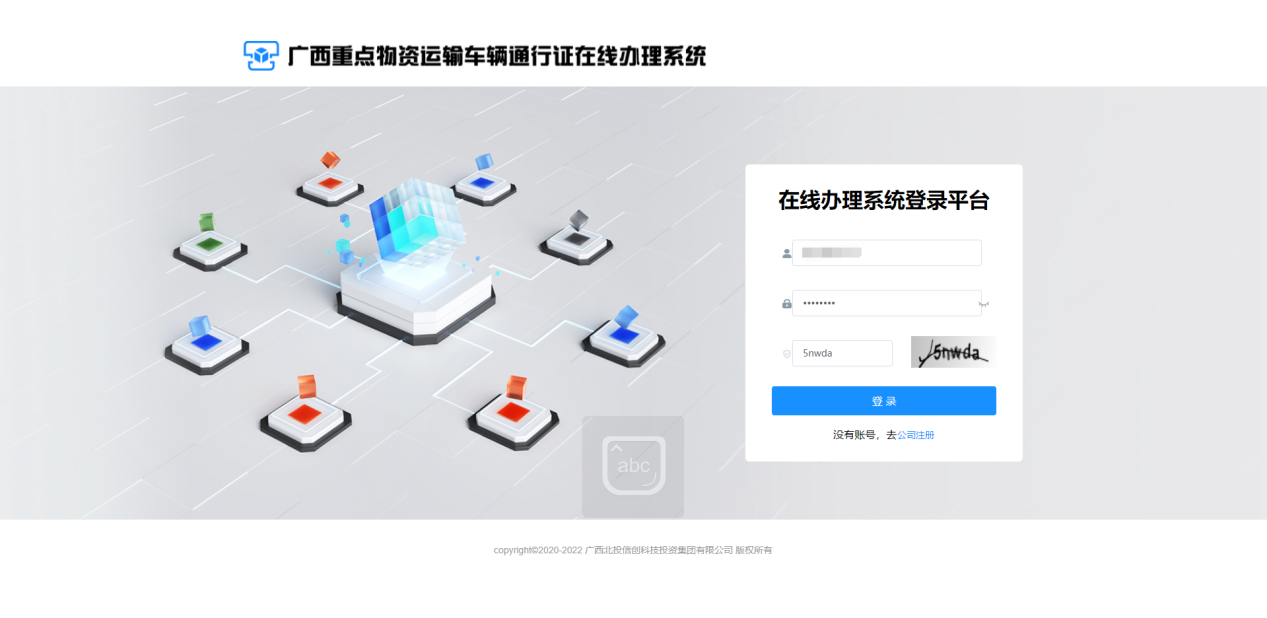 广西重点物资运输车辆通行证在线办理系统
在线办理系统登录平台
••••••••
5nwda
5nwda
登 录
没有账号，去公司注册
abc
copyright©2020-2022 广西北投信创科技投资集团有限公司 版权所有